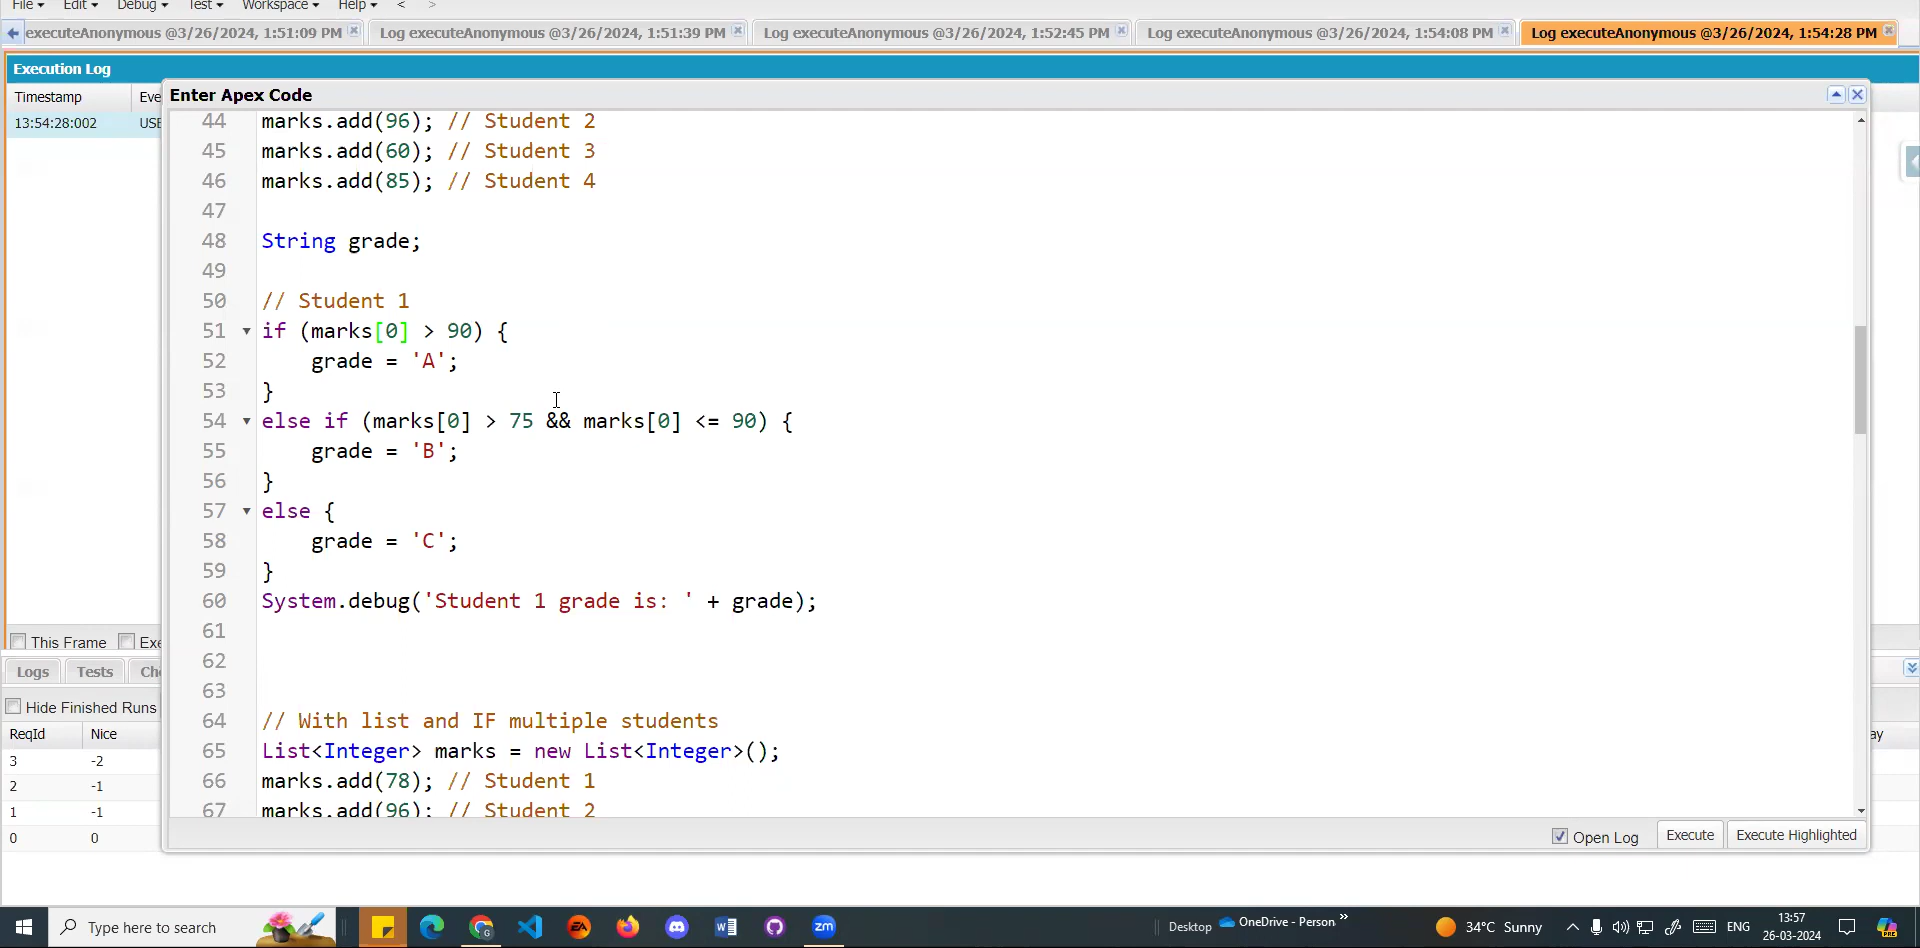 File Edit Debug Test Workspace Help < >
executeAnonymous @3/26/2024, 1:51:09 PM Log executeAnonymous @3/26/2024, 1:51:39 PM Log executeAnonymous @3/26/2024, 1:52:45 PM Log executeAnonymous @3/26/2024, 1:54:08 PM Log executeAnonymous @3/26/2024, 1:54:28 PM
Execution Log
Timestamp Eve
13:54:28:002 USE
Enter Apex Code
44 marks.add(96); // Student 2
45 marks.add(60); // Student 3
46 marks.add(85); // Student 4
47
48 String grade;
49
50 // Student 1
51 if (marks[0] > 90) {
52 grade = 'A';
53 }
54 else if (marks[0] > 75 && marks[0] <= 90) {
55 grade = 'B';
56 }
57 else {
58 grade = 'C';
59 }
60 System.debug('Student 1 grade is: ' + grade);
61
62
63
64 // With list and IF multiple students
65 List<Integer> marks = new List<Integer>();
66 marks.add(78); // Student 1
67 marks.add(96); // Student 2
Open Log Execute Execute Highlighted
This Frame Exe
Logs Tests Che
Hide Finished Runs
ReqId Nice ay
3 -2
2 -1
1 -1
0 0
Type here to search
Desktop OneDrive - Person
34°C Sunny
ENG
13:57
26-03-2024